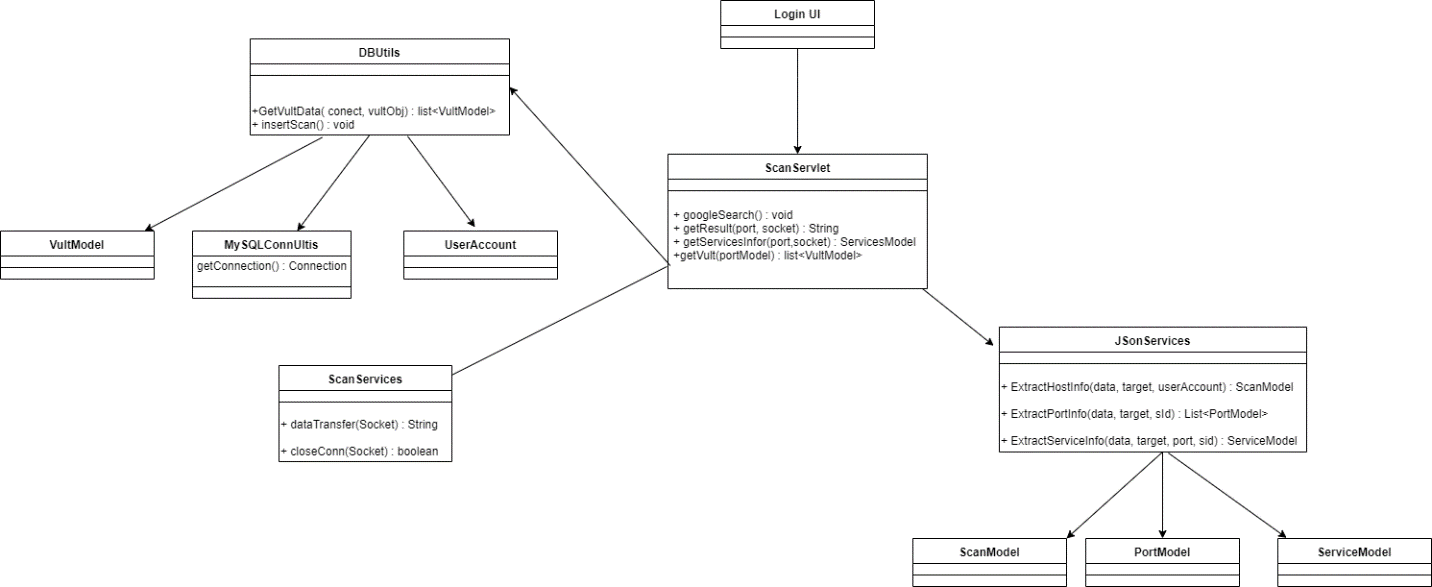 Login UI
DBUtils
+GetVultData( conect, vultObj) : list<VultModel>
+ insertScan() : void
ScanServlet
+ googleSearch() : void
+ getResult(port, socket) : String
+ getServicesInfor(port,socket) : ServicesModel
+getVult(portModel) : list<VultModel>
VultModel
MySQLConnUltis
getConnection() : Connection
UserAccount
ScanServices
+ dataTransfer(Socket) : String
+ closeConn(Socket) : boolean
JSonServices
+ ExtractHostInfo(data, target, userAccount) : ScanModel
+ ExtractPortInfo(data, target, sId) : List<PortModel>
+ ExtractServiceInfo(data, target, port, sid) : ServiceModel
ScanModel
PortModel
ServiceModel